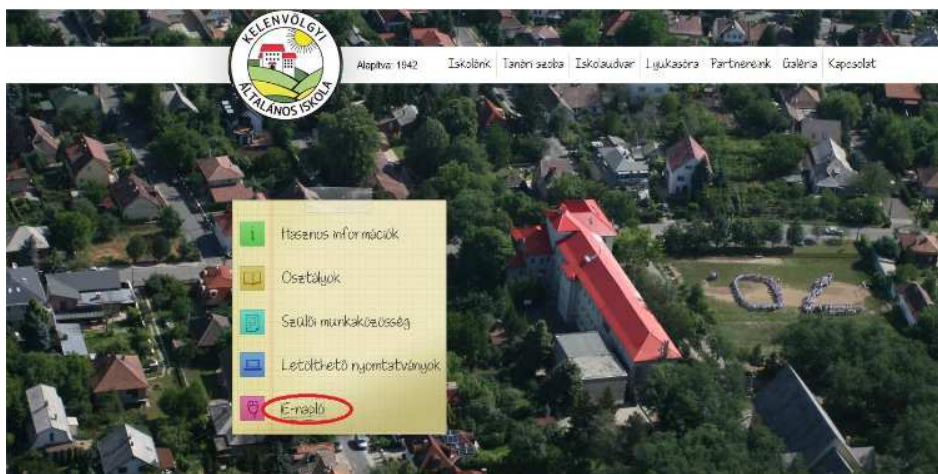 KELENVÖLGYI
ÁLTALÁNOS ISKOLA
Alapítva: 1942
Iskolánk
Tanári szoba
Iskolaudvar
Lyukasóra
Partnereink
Galéria
Kapcsolat
Hasznos információk
Osztályok
Szülői munkaközösség
Letölthető nyomtatványok
E-napló